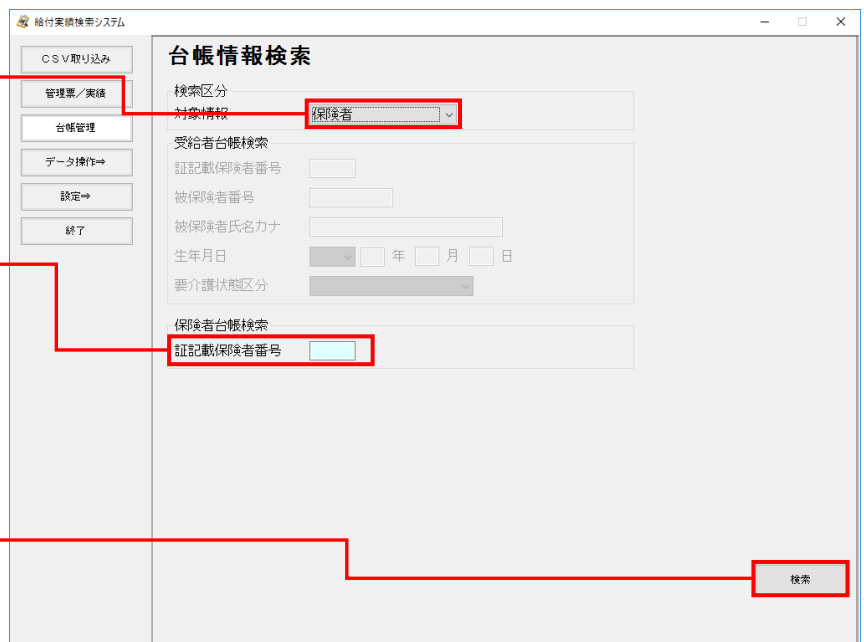 給付実績検索システム
CSV取り込み
管理票/実績
台帳管理
データ操作⇒
設定⇒
終了
台帳情報検索
検索区分
対象情報 保険者
受給者台帳検索
証記載保険者番号
被保険者番号
被保険者氏名カナ
生年月日 年 月 日
要介護状態区分
保険者台帳検索
証記載保険者番号
検索